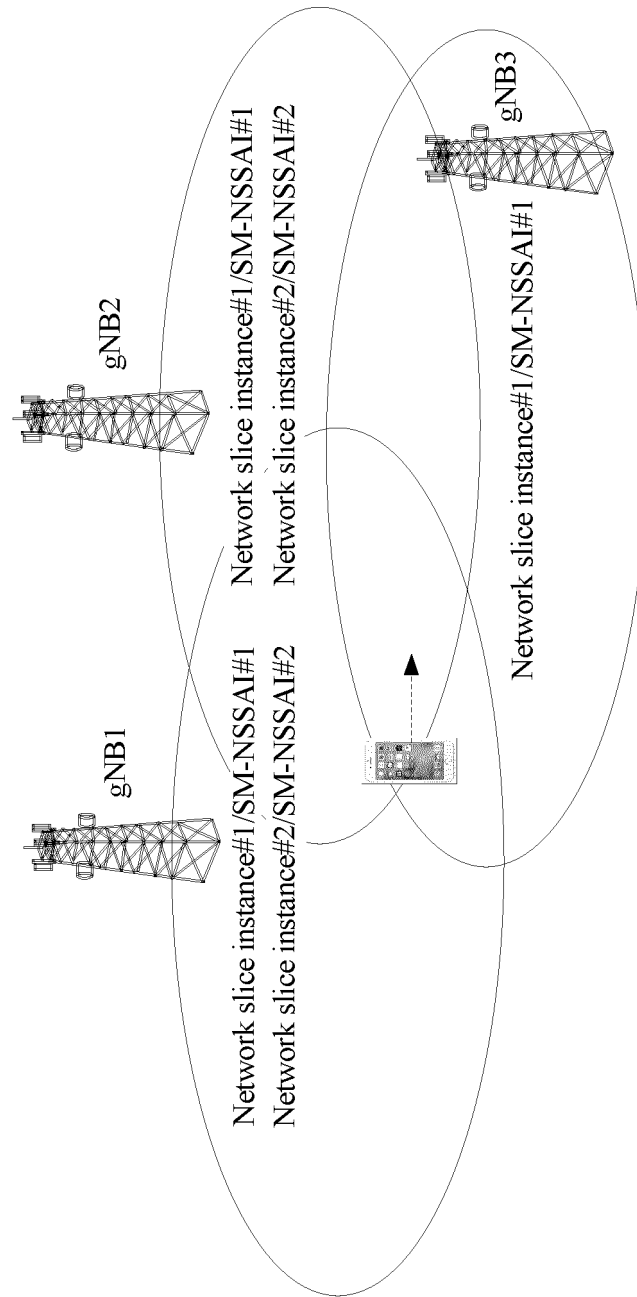 gNB1
Network slice instance#1/SM-NSSAI#1
Network slice instance#2/SM-NSSAI#2
gNB2
Network slice instance#1/SM-NSSAI#1
Network slice instance#2/SM-NSSAI#2
gNB3
Network slice instance#1/SM-NSSAI#1